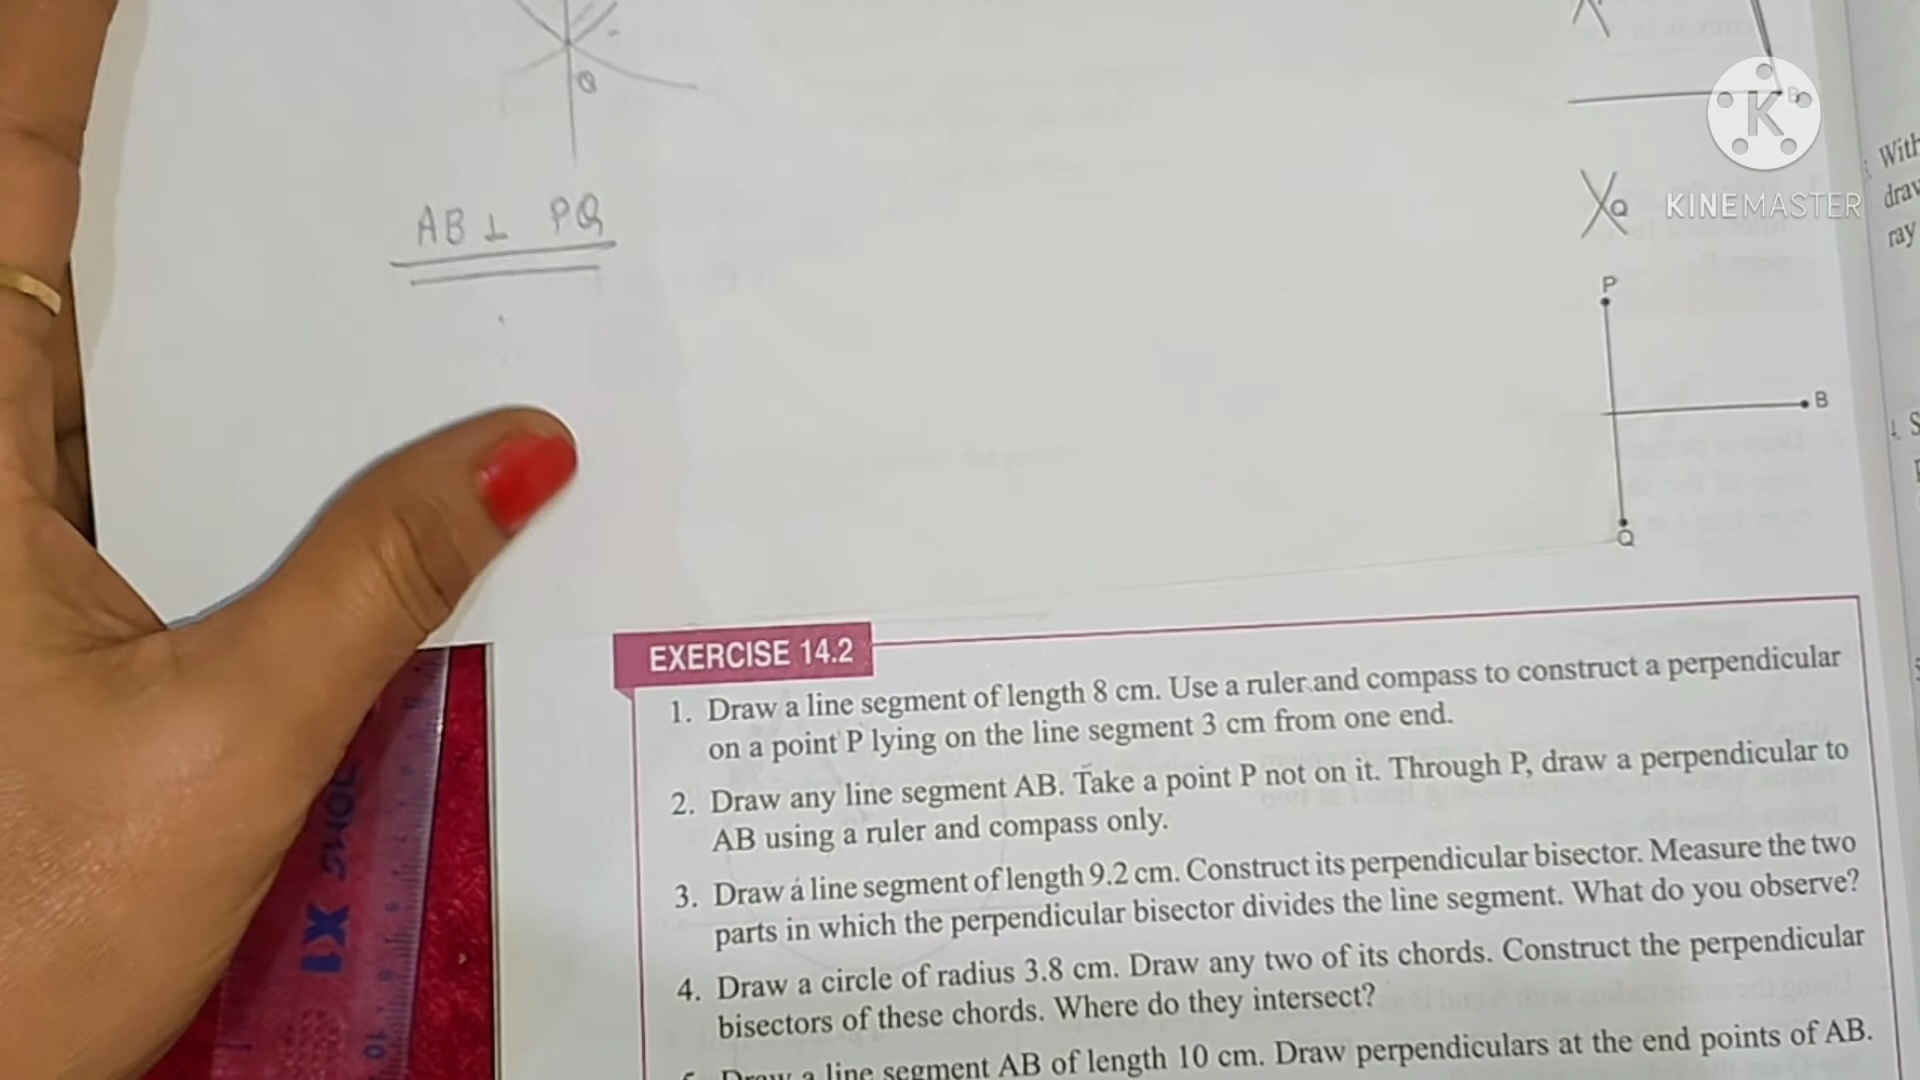 Q
AB ⊥ PQ
B
K
KINEMASTER
Q
P
B
Q
With
ray
EXERCISE 14.2
1. Draw a line segment of length 8 cm. Use a ruler and compass to construct a perpendicular
on a point P lying on the line segment 3 cm from one end.
2. Draw any line segment AB. Take a point P not on it. Through P, draw a perpendicular to
AB using a ruler and compass only.
3. Draw a line segment of length 9.2 cm. Construct its perpendicular bisector. Measure the two
parts in which the perpendicular bisector divides the line segment. What do you observe?
4. Draw a circle of radius 3.8 cm. Draw any two of its chords. Construct the perpendicular
bisectors of these chords. Where do they intersect?
Draw a line segment AB of length 10 cm. Draw perpendiculars at the end points of AB.
10